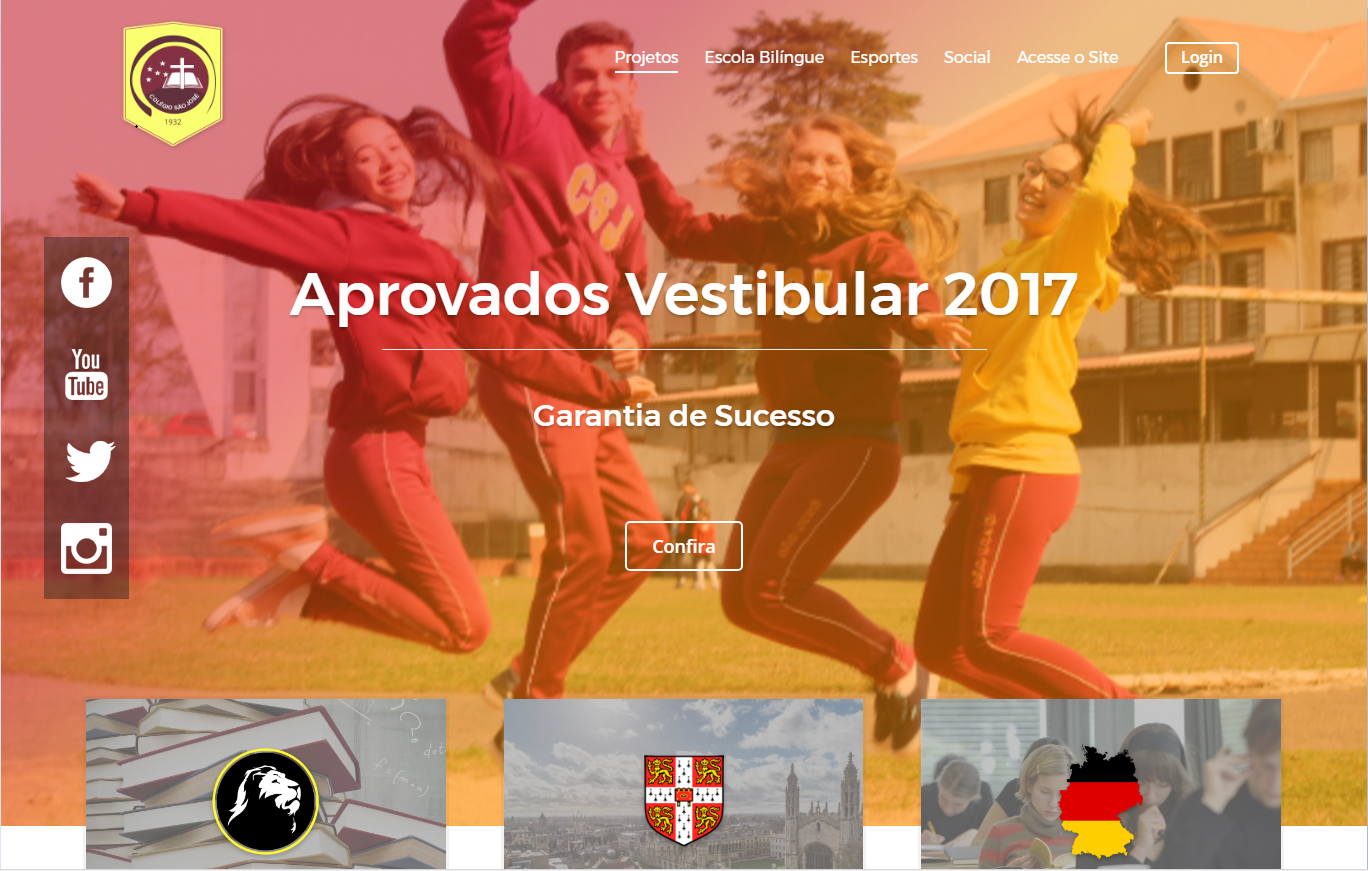 Projetos Escola Bilíngue Esportes Social Acesse o Site Login
COLÉGIO SÃO JOSÉ
1932
CSJ
You
Tube
Aprovados Vestibular 2017
Garantia de Sucesso
Confira